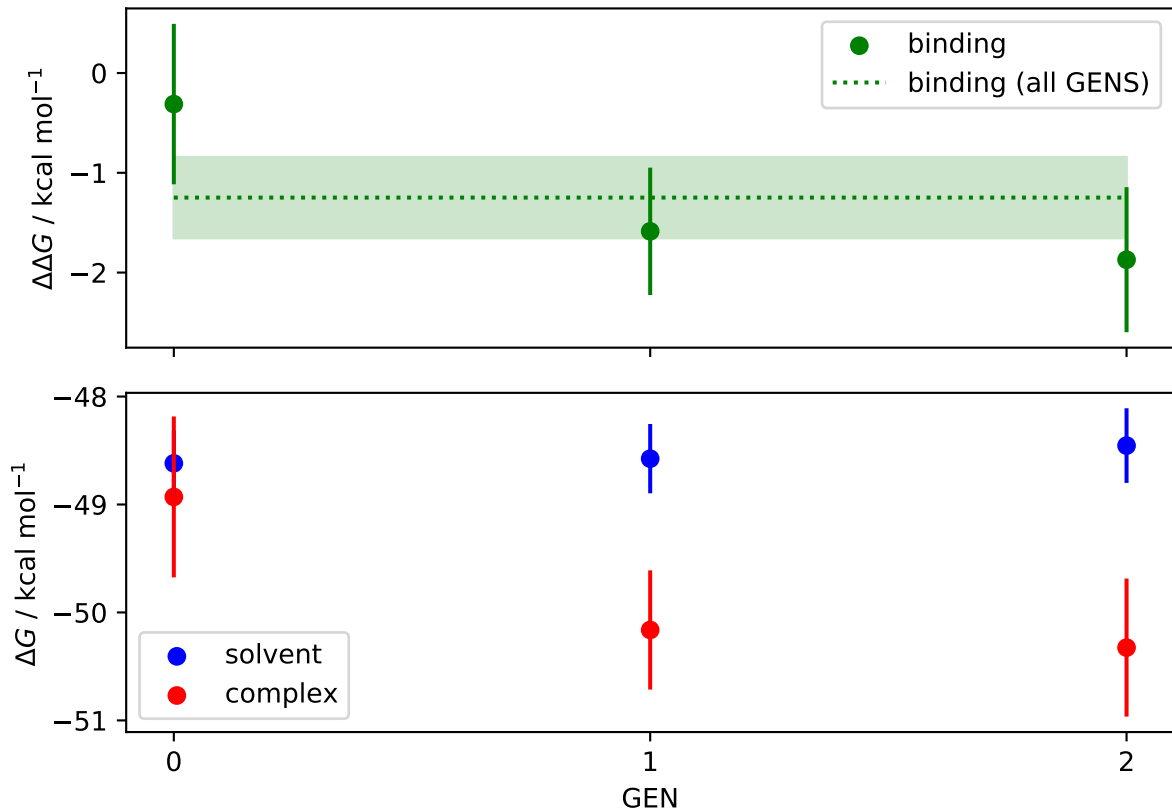 binding
binding (all GENS)
0
−1
−2
ΔΔG / kcal mol⁻¹
−48
−49
−50
−51
ΔG / kcal mol⁻¹
solvent
complex
0 1 2
GEN